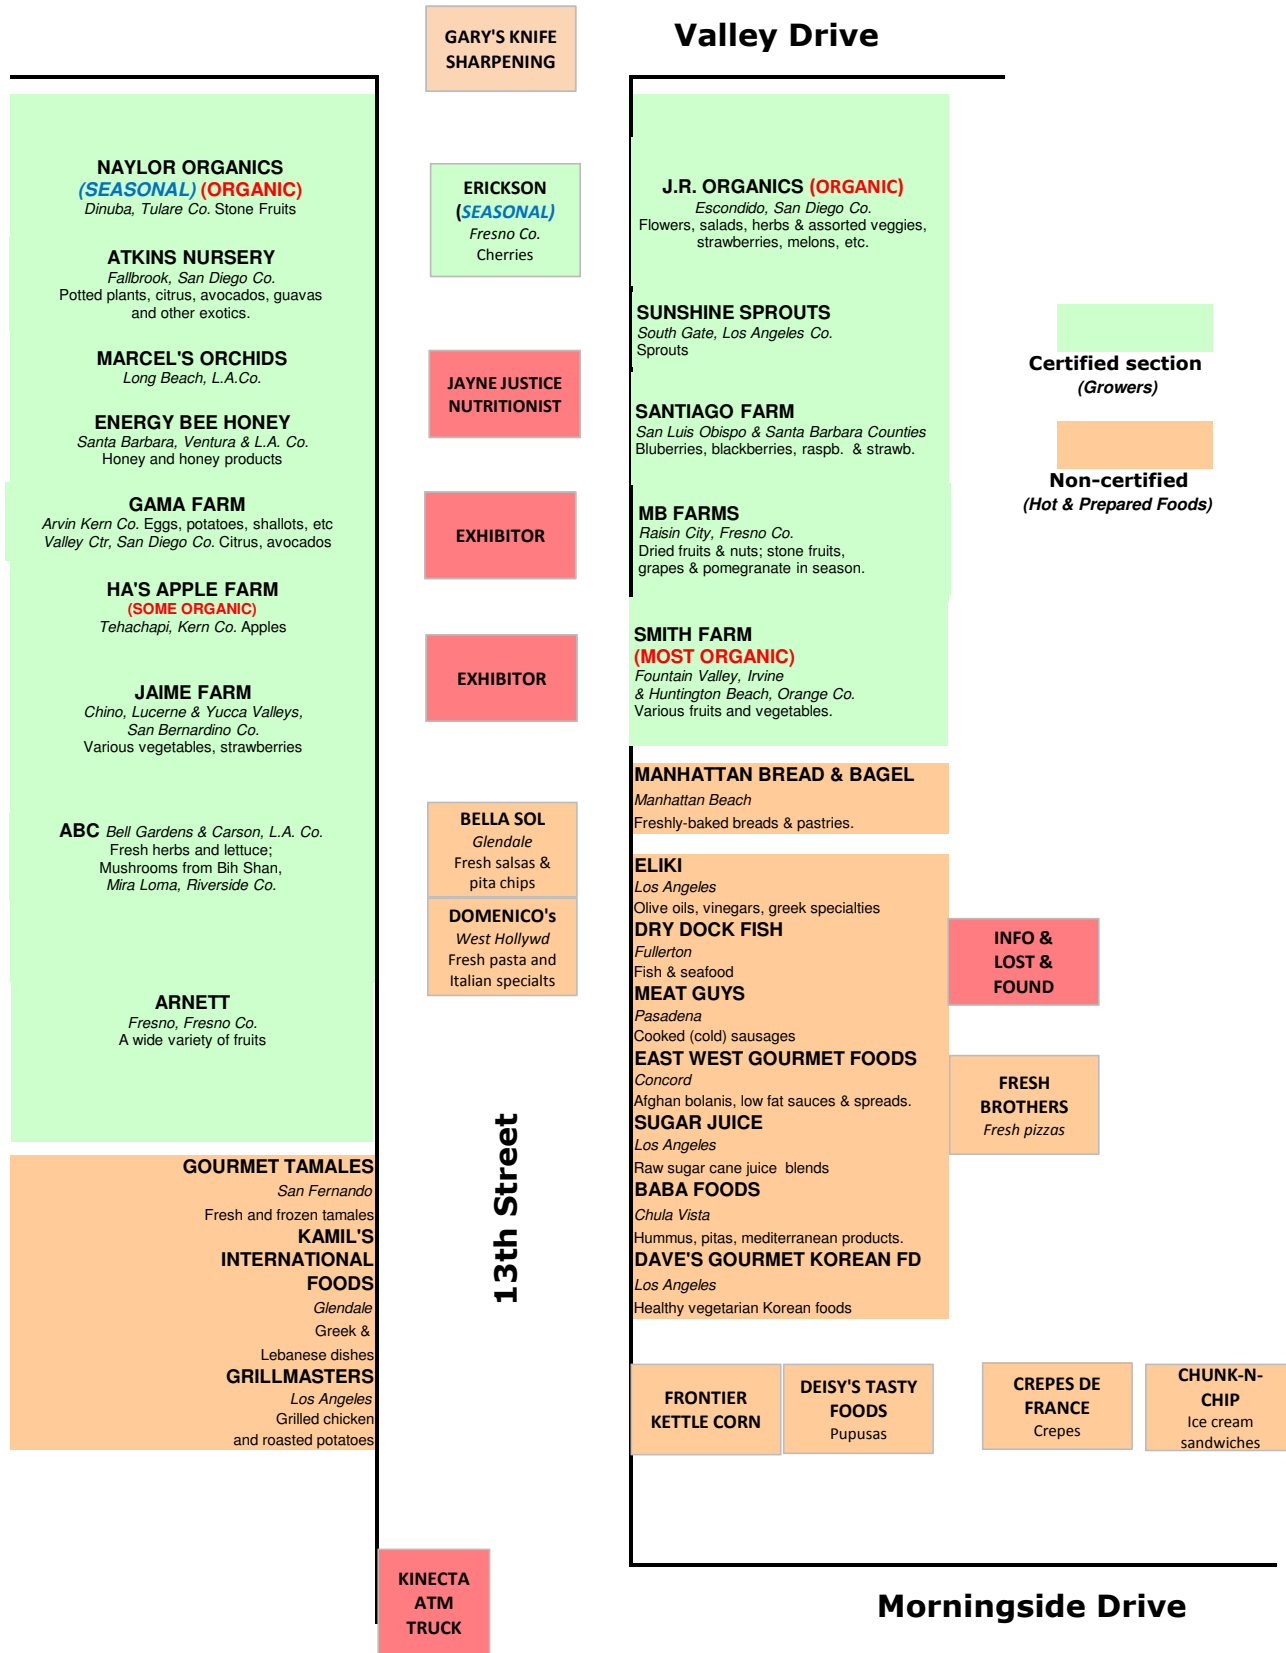 GARY'S KNIFE
SHARPENING
Valley Drive
NAYLOR ORGANICS
(SEASONAL) (ORGANIC)
Dinuba, Tulare Co. Stone Fruits
ATKINS NURSERY
Fallbrook, San Diego Co.
Potted plants, citrus, avocados, guavas
and other exotics.
MARCEL'S ORCHIDS
Long Beach, L.A.Co.
ENERGY BEE HONEY
Santa Barbara, Ventura & L.A. Co.
Honey and honey products
GAMA FARM
Arvin Kern Co. Eggs, potatoes, shallots, etc
Valley Ctr, San Diego Co. Citrus, avocados
HA'S APPLE FARM
(SOME ORGANIC)
Tehachapi, Kern Co. Apples
JAIME FARM
Chino, Lucerne & Yucca Valleys,
San Bernardino Co.
Various vegetables, strawberries
ABC Bell Gardens & Carson, L.A. Co.
Fresh herbs and lettuce;
Mushrooms from Bih Shan,
Mira Loma, Riverside Co.
ARNETT
Fresno, Fresno Co.
A wide variety of fruits
GOURMET TAMALES
San Fernando
Fresh and frozen tamales
KAMIL'S
INTERNATIONAL
FOODS
Glendale
Greek &
Lebanese dishes
GRILLMASTERS
Los Angeles
Grilled chicken
and roasted potatoes
ERICKSON
(SEASONAL)
Fresno Co.
Cherries
JAYNE JUSTICE
NUTRITIONIST
EXHIBITOR
EXHIBITOR
BELLA SOL
Glendale
Fresh salsas &
pita chips
DOMENICO's
West Hollywd
Fresh pasta and
Italian specialts
13th Street
KINECTA
ATM
TRUCK
J.R. ORGANICS (ORGANIC)
Escondido, San Diego Co.
Flowers, salads, herbs & assorted veggies,
strawberries, melons, etc.
SUNSHINE SPROUTS
South Gate, Los Angeles Co.
Sprouts
SANTIAGO FARM
San Luis Obispo & Santa Barbara Counties
Bluberries, blackberries, raspb. & strawb.
MB FARMS
Raisin City, Fresno Co.
Dried fruits & nuts; stone fruits,
grapes & pomegranate in season.
SMITH FARM
(MOST ORGANIC)
Fountain Valley, Irvine
& Huntington Beach, Orange Co.
Various fruits and vegetables.
MANHATTAN BREAD & BAGEL
Manhattan Beach
Freshly-baked breads & pastries.
ELIKI
Los Angeles
Olive oils, vinegars, greek specialties
DRY DOCK FISH
Fullerton
Fish & seafood
MEAT GUYS
Pasadena
Cooked (cold) sausages
EAST WEST GOURMET FOODS
Concord
Afghan bolanis, low fat sauces & spreads.
SUGAR JUICE
Los Angeles
Raw sugar cane juice blends
BABA FOODS
Chula Vista
Hummus, pitas, mediterranean products.
DAVE'S GOURMET KOREAN FD
Los Angeles
Healthy vegetarian Korean foods
FRONTIER
KETTLE CORN
DEISY'S TASTY
FOODS
Pupusas
CREPES DE
FRANCE
Crepes
CHUNK-N-
CHIP
Ice cream
sandwiches
Certified section
(Growers)
Non-certified
(Hot & Prepared Foods)
INFO &
LOST &
FOUND
FRESH
BROTHERS
Fresh pizzas
Morningside Drive